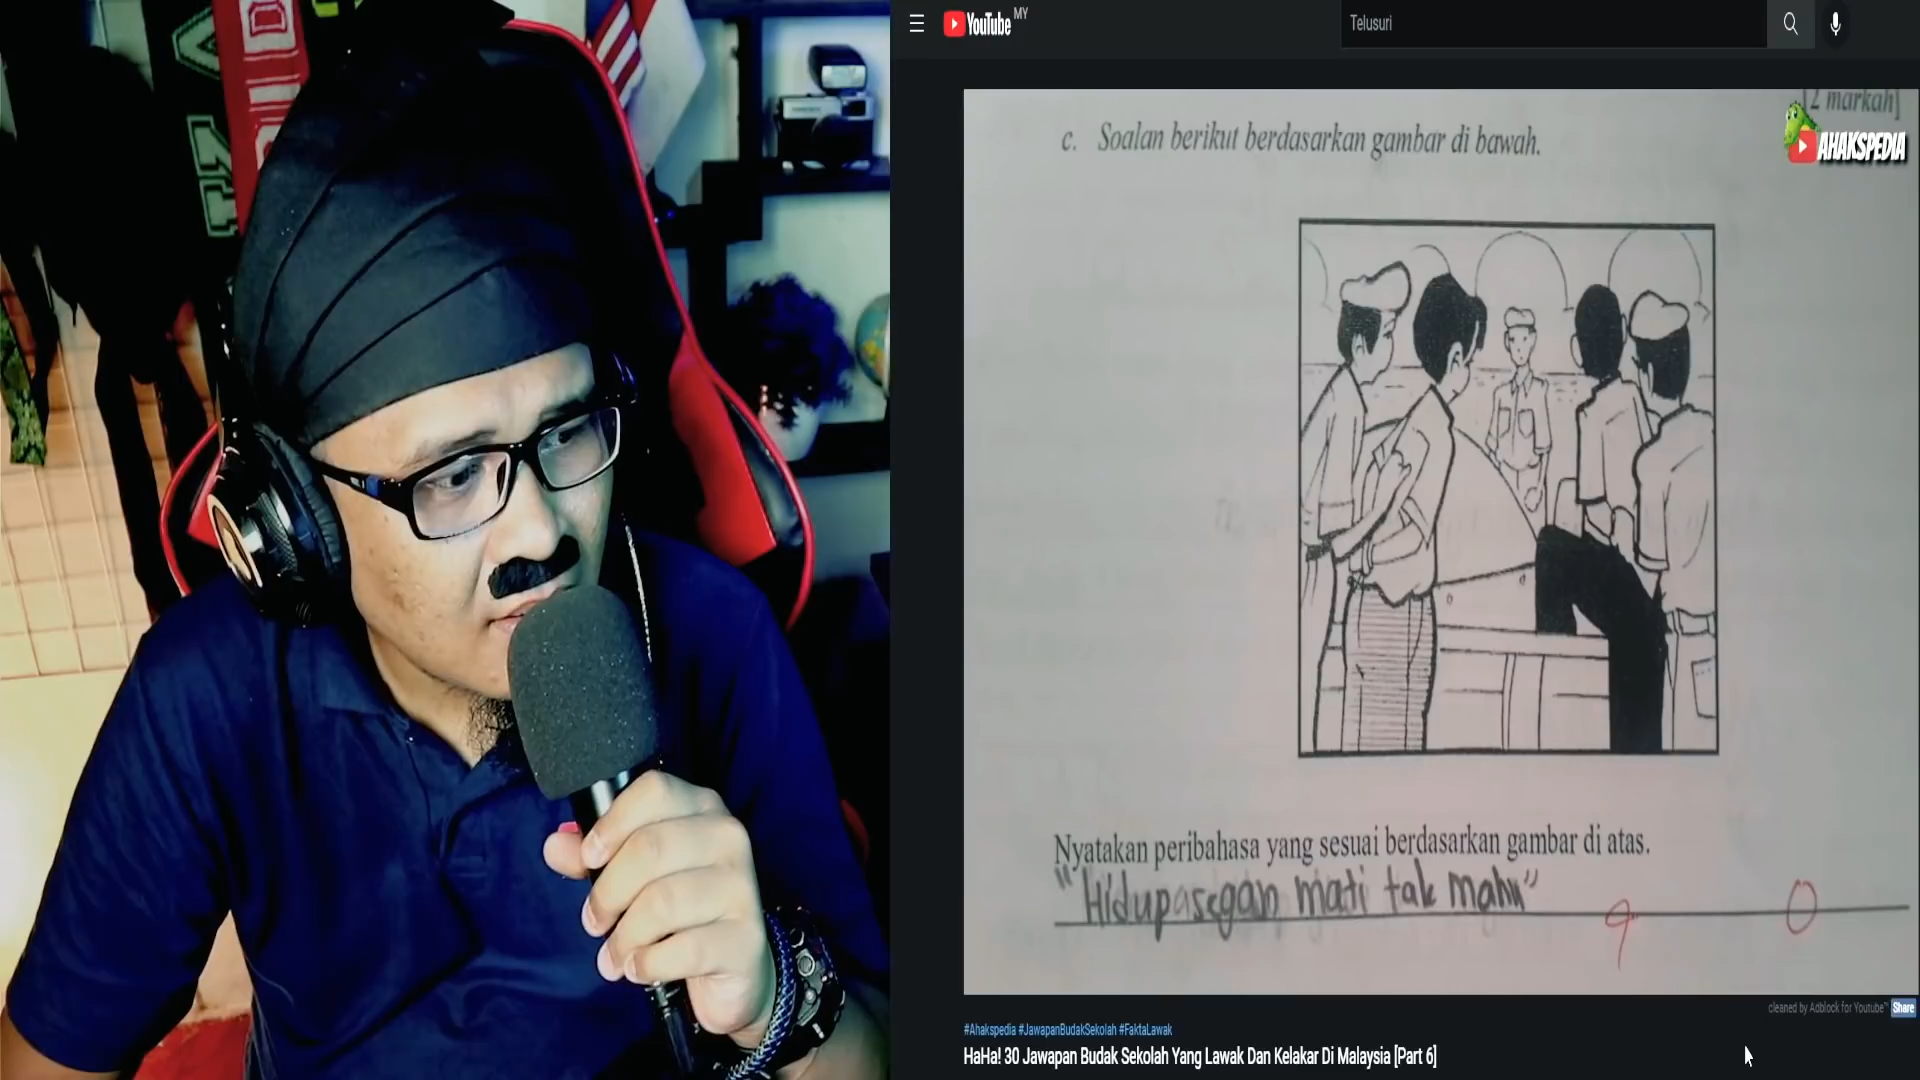 YouTube MY
Telusuri
[2 markah]
AHAKSPEDIA
c. Soalan berikut berdasarkan gambar di bawah.
Nyatakan peribahasa yang sesuai berdasarkan gambar di atas.
"Hidup asegan mati tak mahu"
0
cleaned by Adblock for Youtube™ Share
#Ahakspedia #JawapanBudakSekolah #FaktaLawak
HaHa! 30 Jawapan Budak Sekolah Yang Lawak Dan Kelakar Di Malaysia [Part 6]